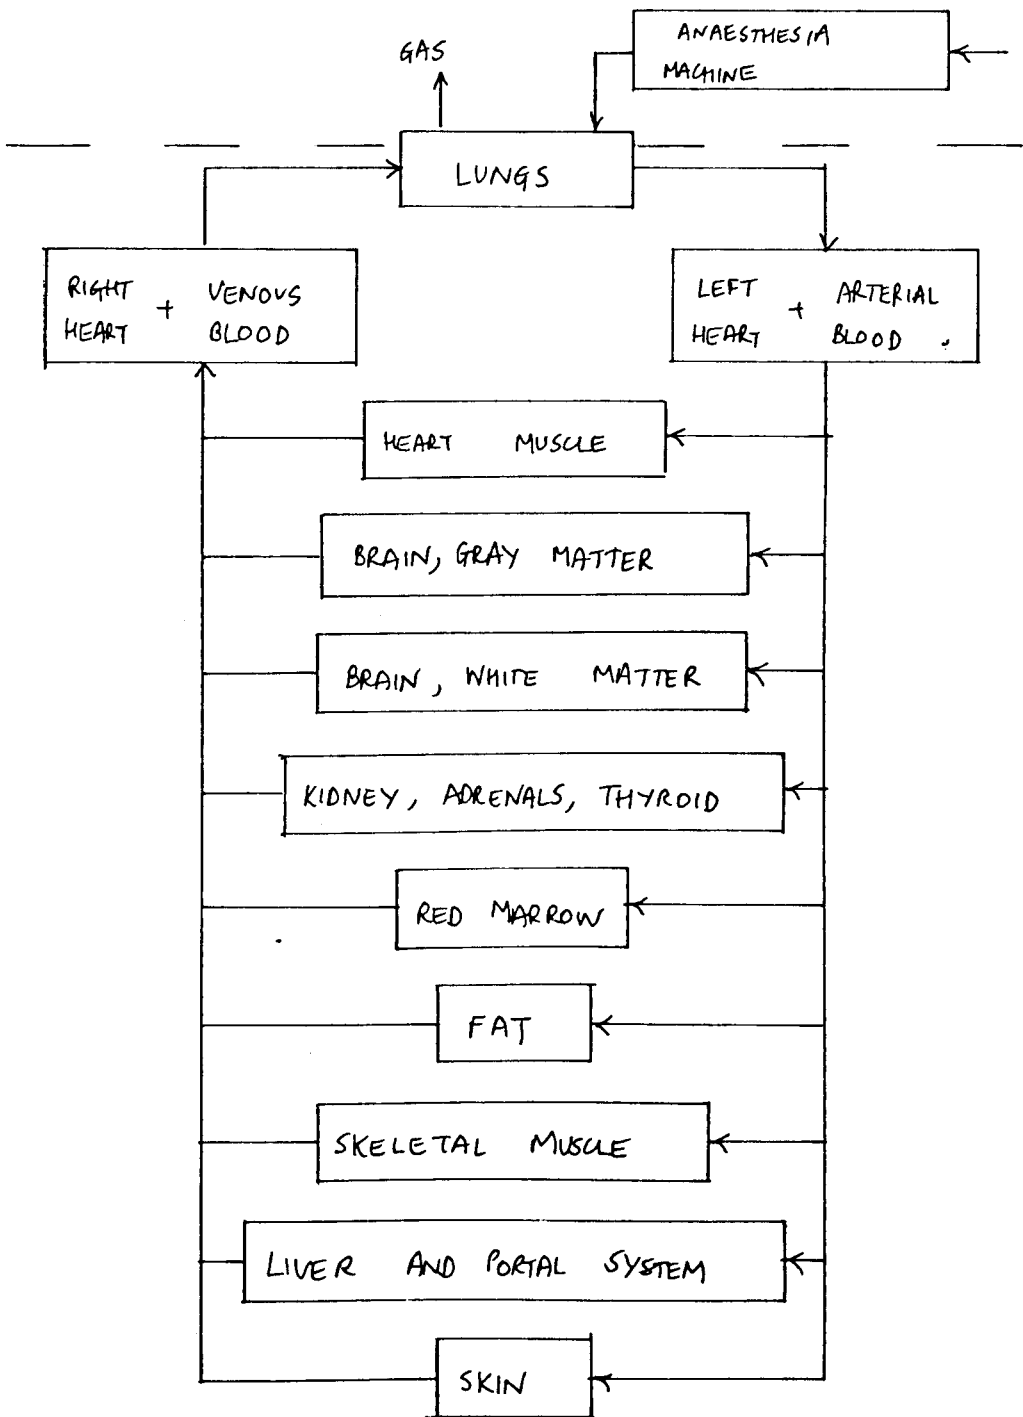 GAS
ANAESTHESIA
MACHINE
LUNGS
RIGHT HEART + VENOUS BLOOD
LEFT HEART + ARTERIAL BLOOD.
HEART MUSCLE
BRAIN, GRAY MATTER
BRAIN, WHITE MATTER
KIDNEY, ADRENALS, THYROID
RED MARROW
FAT
SKELETAL MUSCLE
LIVER AND PORTAL SYSTEM
SKIN